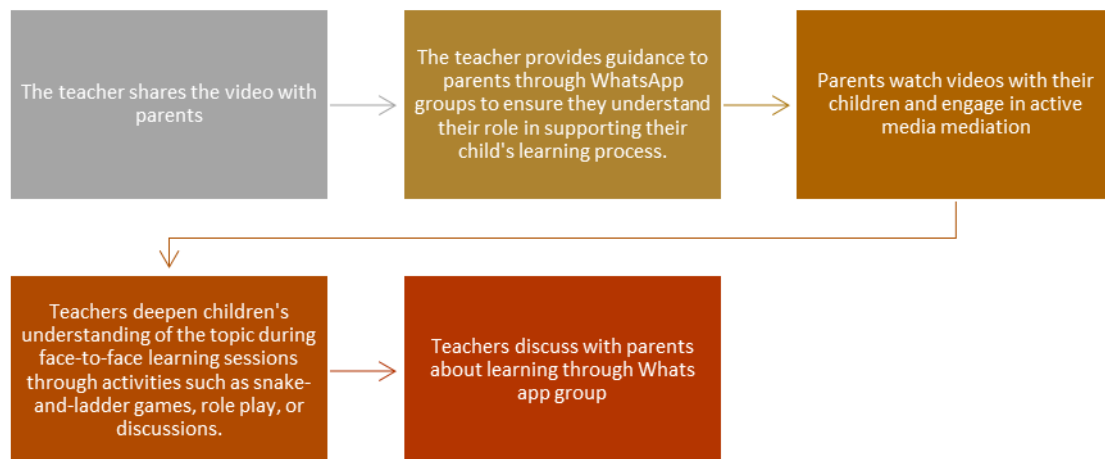 The teacher shares the video with
parents
The teacher provides guidance to
parents through WhatsApp
groups to ensure they understand
their role in supporting their
child's learning process.
Parents watch videos with their
children and engage in active
media mediation
Teachers deepen children's
understanding of the topic during
face-to-face learning sessions
through activities such as snake-
and-ladder games, role play, or
discussions.
Teachers discuss with parents
about learning through Whats
app group